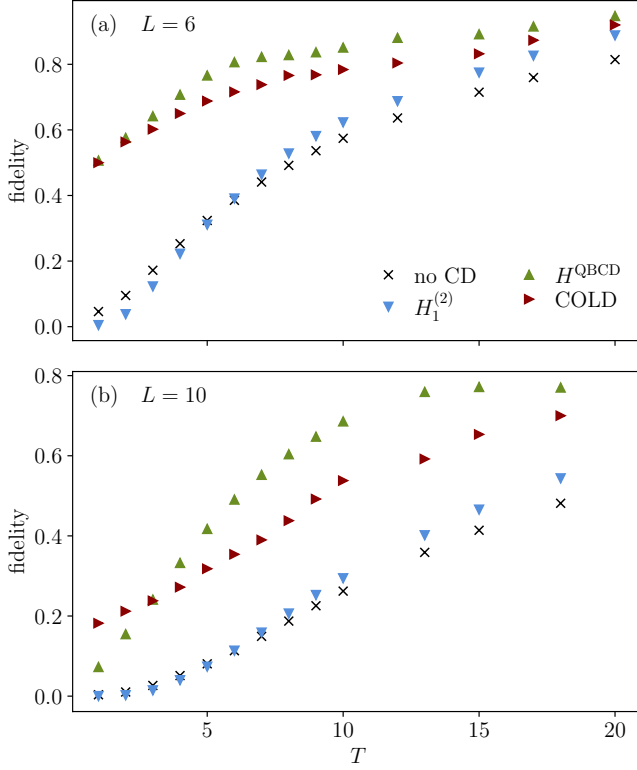 (a) L = 6
fidelity
0.8
0.6
0.4
0.2
0.0
no CD
H₁⁽²⁾
H^QBCD
COLD
(b) L = 10
fidelity
0.8
0.6
0.4
0.2
0.0
5 10 15 20
T